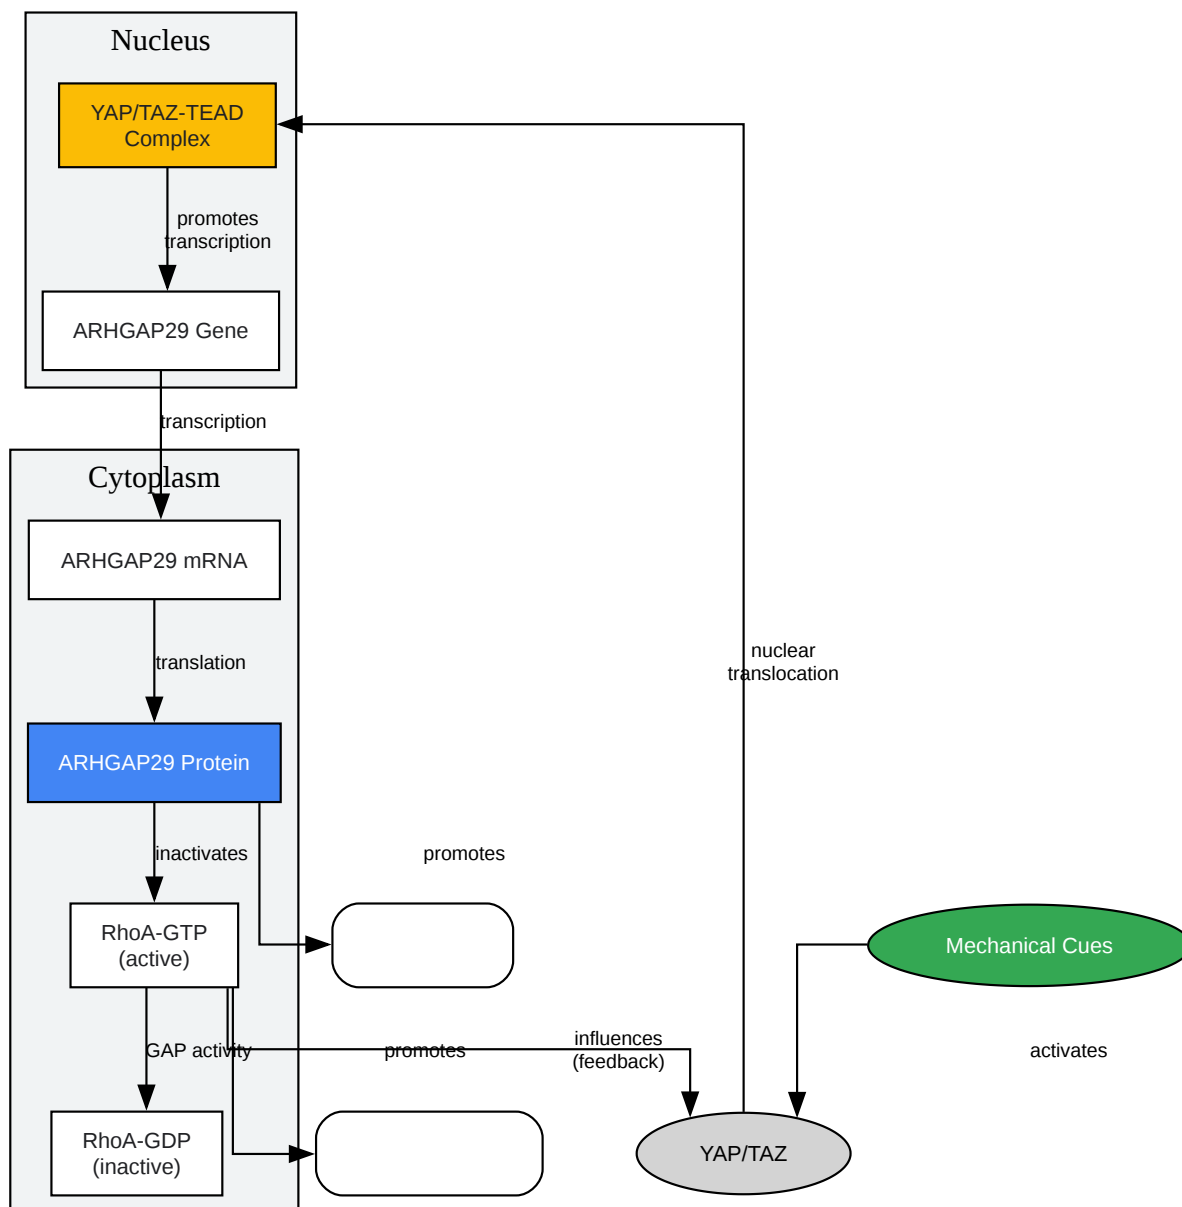 Nucleus
YAP/TAZ-TEAD
Complex
promotes
transcription
ARHGAP29 Gene
transcription
Cytoplasm
ARHGAP29 mRNA
translation
nuclear
translocation
ARHGAP29 Protein
inactivates
promotes
RhoA-GTP
(active)
Mechanical Cues
GAP activity
promotes
influences
(feedback)
activates
RhoA-GDP
(inactive)
YAP/TAZ